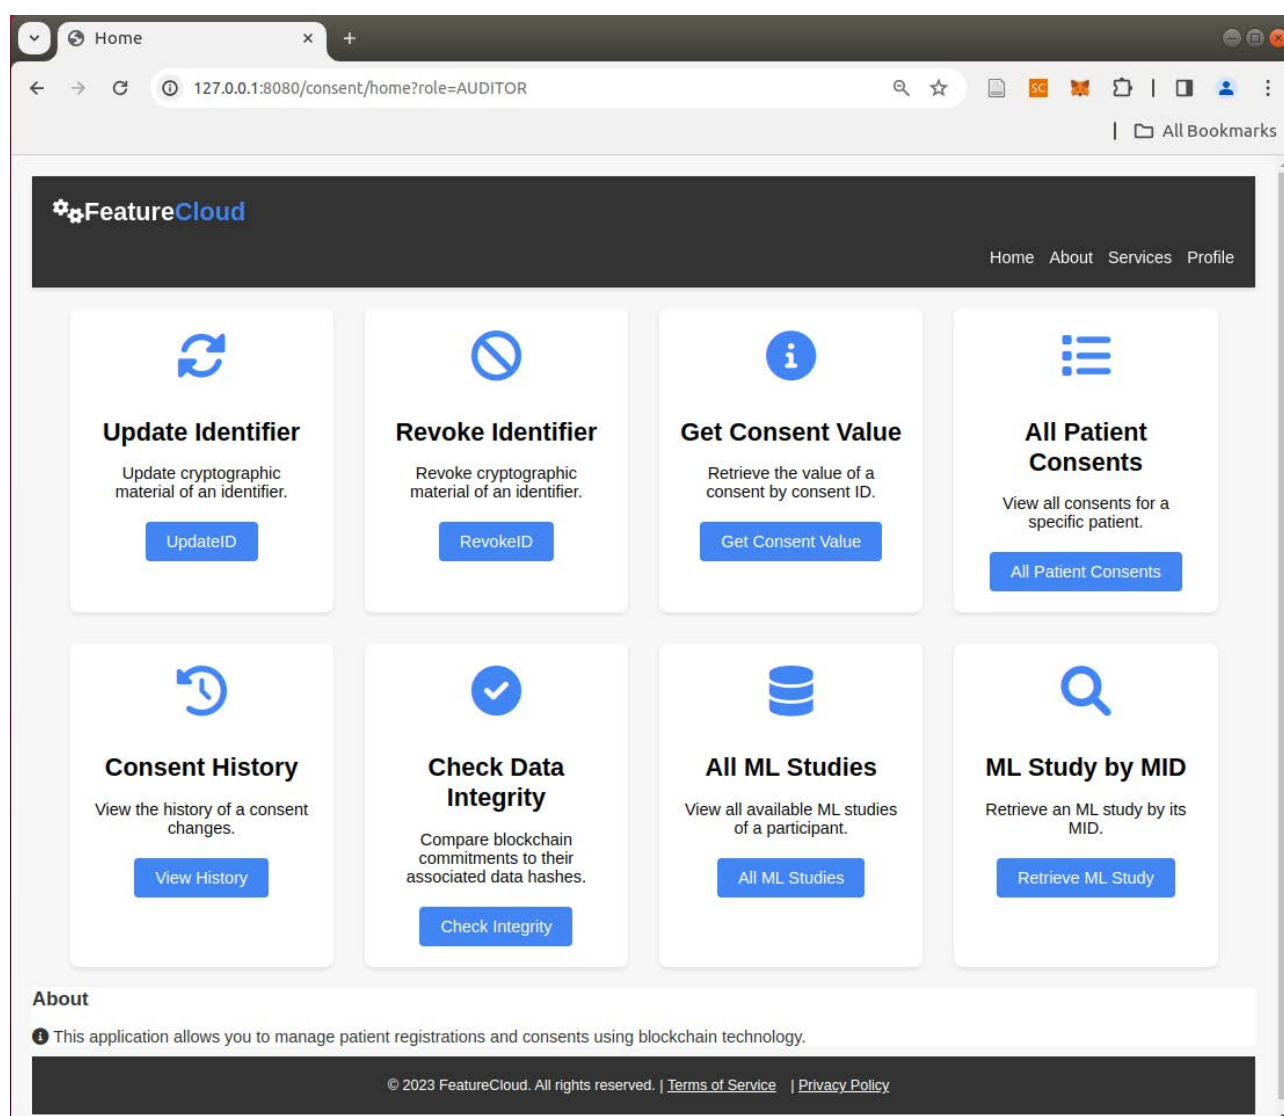 Home
127.0.0.1:8080/consent/home?role=AUDITOR
SC
All Bookmarks
FeatureCloud
Home About Services Profile
Update Identifier
Update cryptographic
material of an identifier.
UpdateID
Revoke Identifier
Revoke cryptographic
material of an identifier.
RevokeID
Get Consent Value
Retrieve the value of a
consent by consent ID.
Get Consent Value
All Patient
Consents
View all consents for a
specific patient.
All Patient Consents
Consent History
View the history of a consent
changes.
View History
Check Data
Integrity
Compare blockchain
commitments to their
associated data hashes.
Check Integrity
All ML Studies
View all available ML studies
of a participant.
All ML Studies
ML Study by MID
Retrieve an ML study by its
MID.
Retrieve ML Study
About
This application allows you to manage patient registrations and consents using blockchain technology.
© 2023 FeatureCloud. All rights reserved. | Terms of Service | Privacy Policy